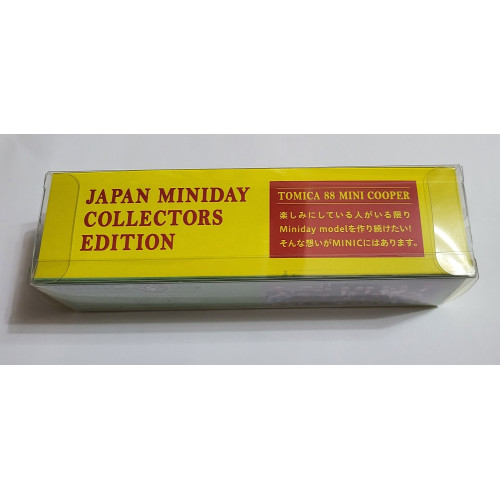 JAPAN MINIDAY
COLLECTORS
EDITION
TOMICA 88 MINI COOPER
楽しみにしている人がいる限り
Miniday modelを作り続けたい!
そんな想いがMINICにはあります。